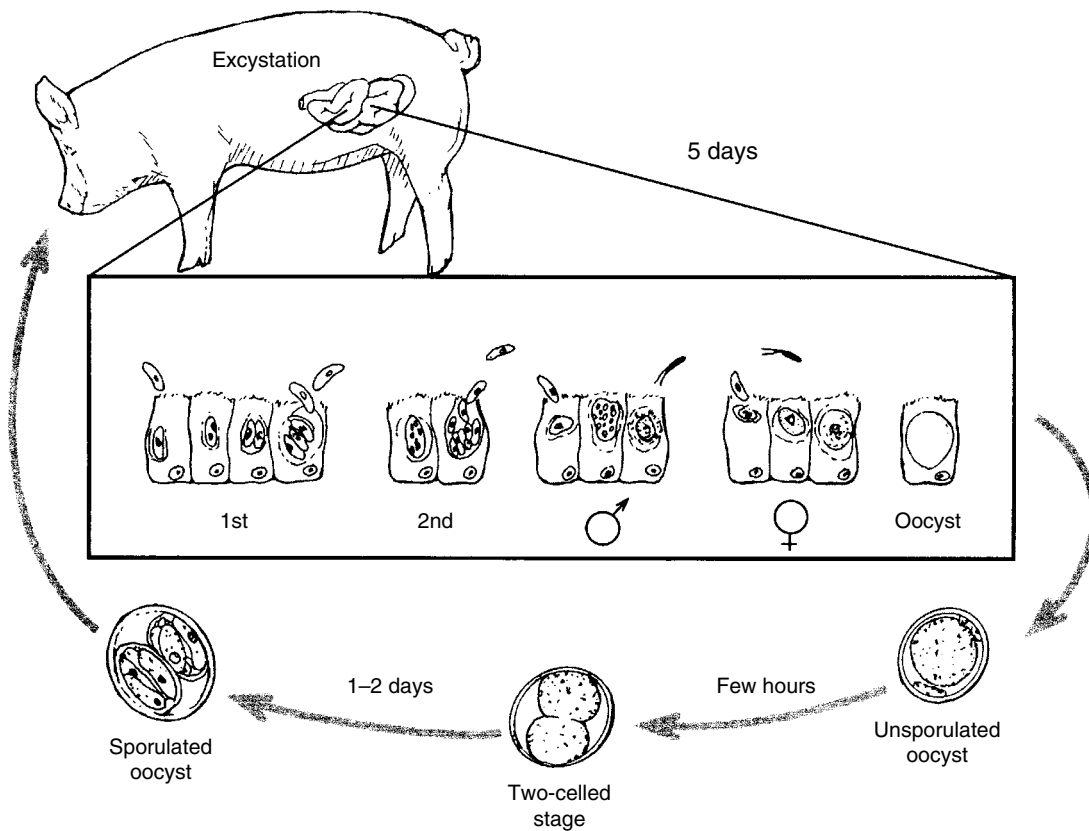 Excystation
5 days
1st
2nd
Oocyst
1–2 days
Few hours
Sporulated
oocyst
Two-celled
stage
Unsporulated
oocyst